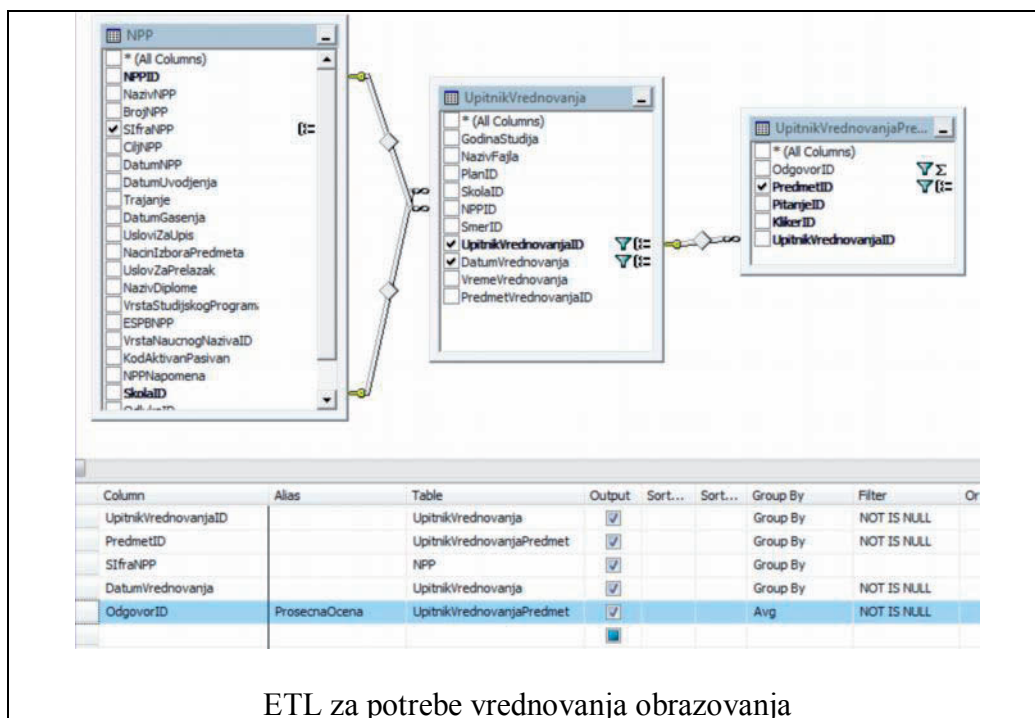 NPP
* (All Columns)
NPPID
NazivNPP
BrojNPP
SIfraNPP
CiljNPP
DatumNPP
DatumUvodjenja
Trajanje
DatumGasenja
UsloviZaUpis
NacinIzboraPredmeta
UslovZaPrelazak
NazivDiplome
VrstaStudijskogProgram
ESPBNPP
VrstaNaucnogNazivaID
KodAktivanPasivan
NPPNapomena
SkolaID
UpitnikVrednovanja
* (All Columns)
GodinaStudija
NazivFajla
PlanID
SkolaID
NPPID
SmerID
UpitnikVrednovanjaID
DatumVrednovanja
VremeVrednovanja
PredmetVrednovanjaID
UpitnikVrednovanjaPre...
* (All Columns)
OdgovorID
PredmetID
PitanjeID
KlikerID
UpitnikVrednovanjaID
Column Alias Table Output Sort... Sort... Group By Filter Or
UpitnikVrednovanjaID UpitnikVrednovanja Group By NOT IS NULL
PredmetID UpitnikVrednovanjaPredmet Group By NOT IS NULL
SIfraNPP NPP Group By
DatumVrednovanja UpitnikVrednovanja Group By NOT IS NULL
OdgovorID ProsecnaOcena UpitnikVrednovanjaPredmet Avg NOT IS NULL
ETL za potrebe vrednovanja obrazovanja